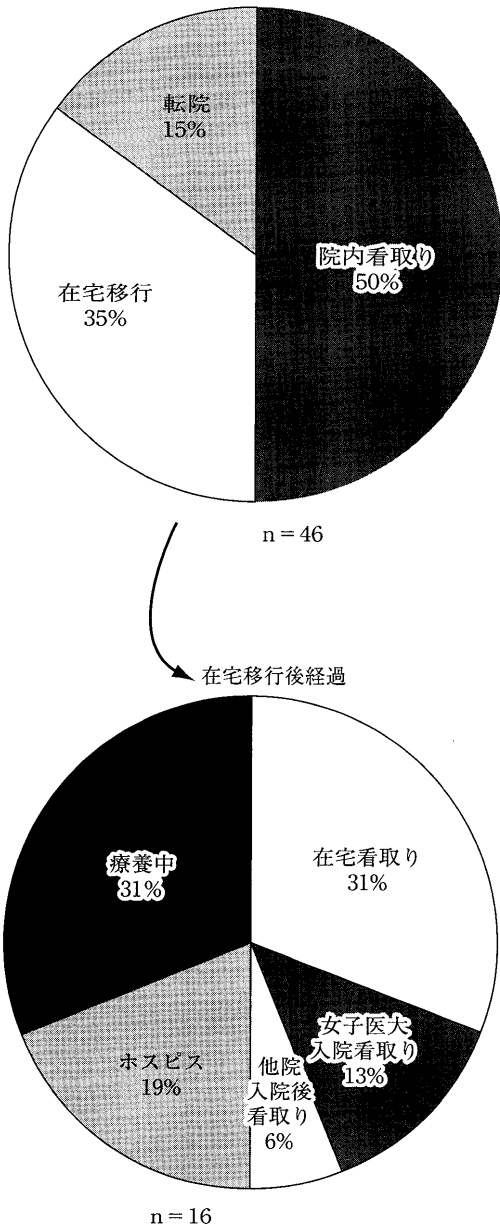 転院
15%
院内看取り
50%
在宅移行
35%
n = 46
在宅移行後経過
療養中
31%
在宅看取り
31%
女子医大
入院看取り
13%
ホスピス
19%
他院
入院後
看取り
6%
n = 16